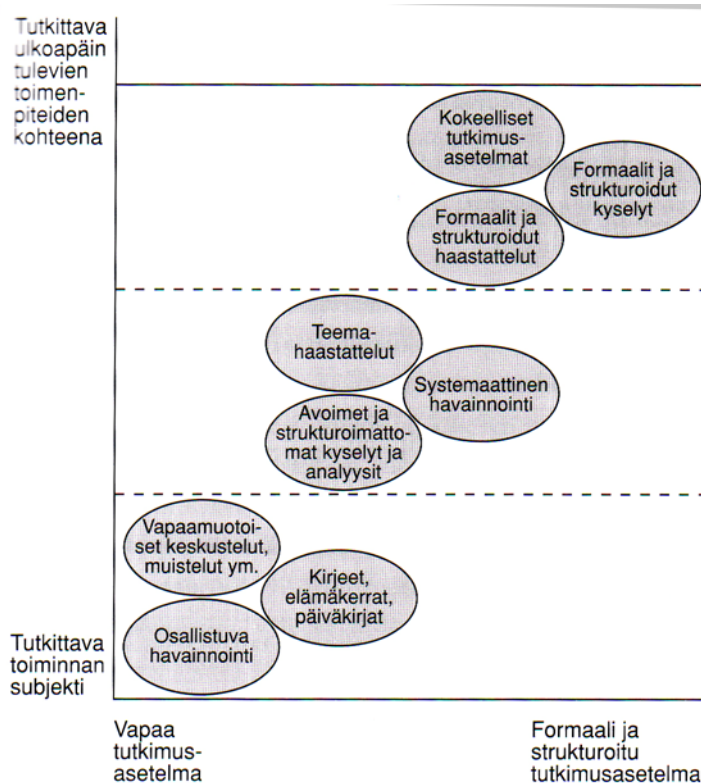 Tutkittava
ulkoapäin
tulevien
toimen-
piteiden
kohteena
Kokeelliset
tutkimus-
asetelmat
Formaalit ja
strukturoidut
kyselyt
Formaalit ja
strukturoidut
haastattelut
Teema-
haastattelut
Systemaattinen
havainnointi
Avoimet ja
strukturoimatto-
mat kyselyt ja
analyysit
Vapaamuotoi-
set keskustelut,
muistelut ym.
Kirjeet,
elämäkerrat,
päiväkirjat
Osallistuva
havainnointi
Tutkittava
toiminnan
subjekti
Vapaa
tutkimus-
asetelma
Formaali ja
strukturoitu
tutkimusasetelma